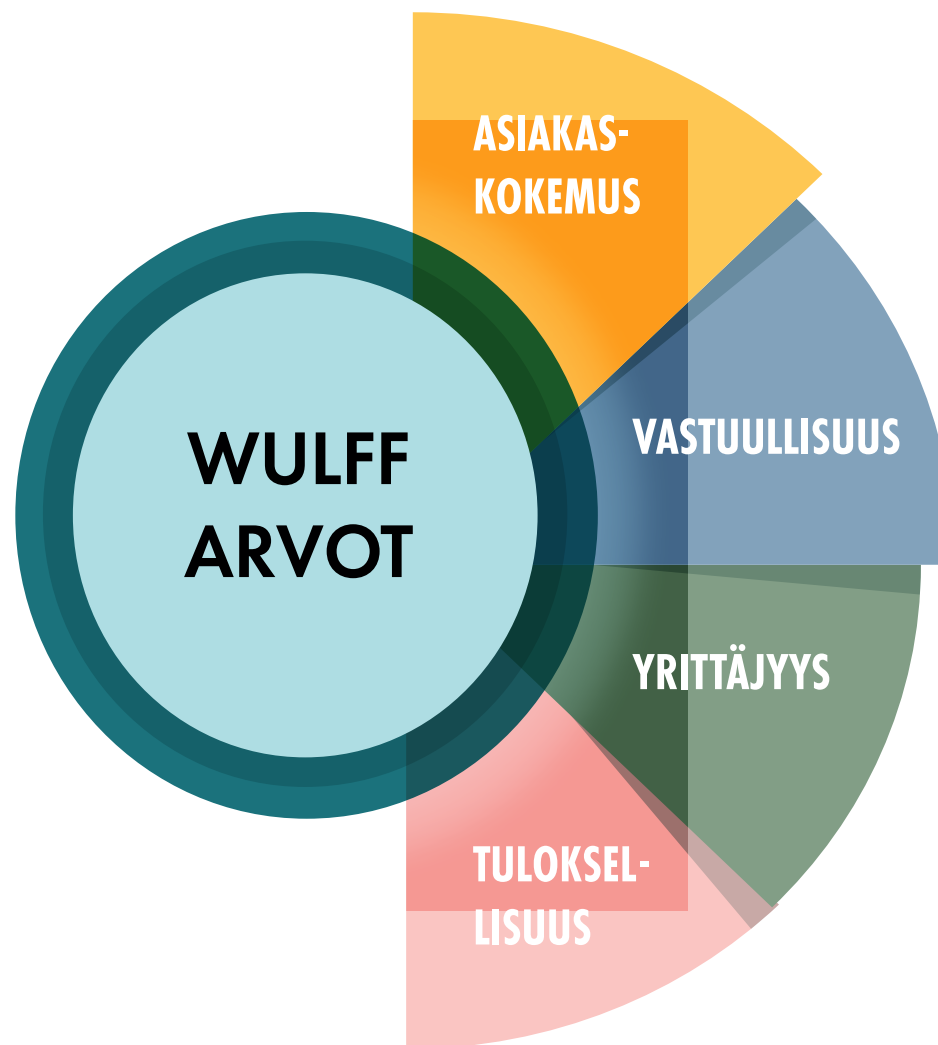 WULFF
ARVOT
ASIAKAS-
KOKEMUS
VASTUULLISUUS
YRITTÄJYYS
TULOKSEL-
LISUUS